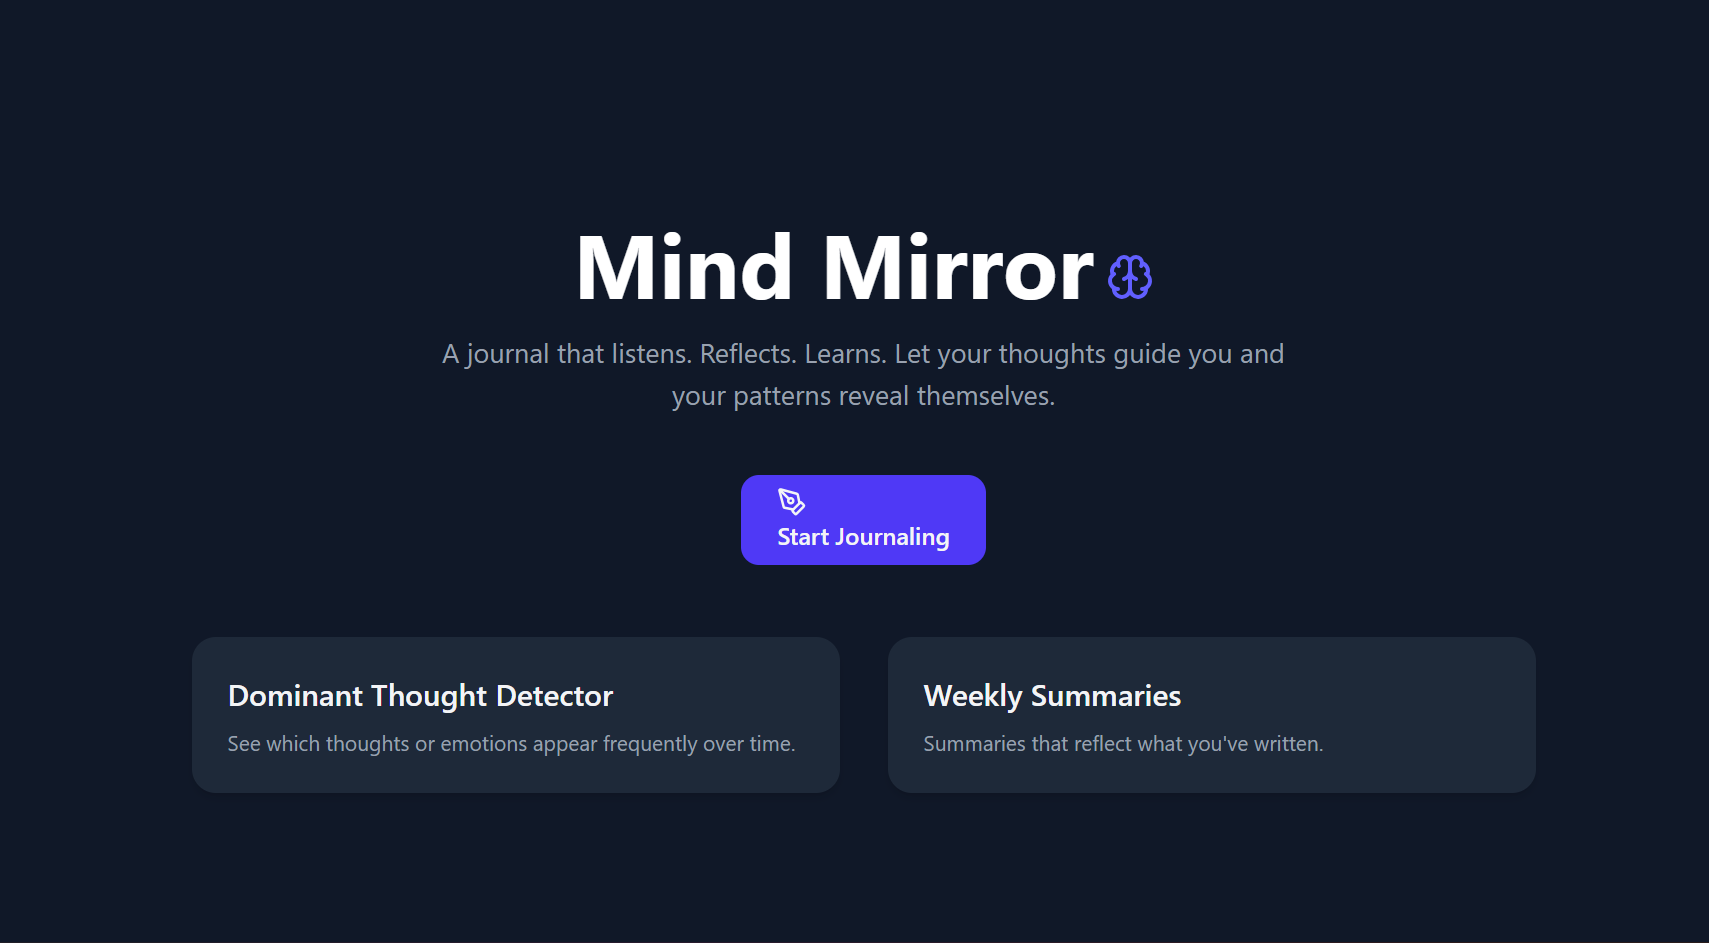 Mind Mirror
A journal that listens. Reflects. Learns. Let your thoughts guide you and
your patterns reveal themselves.
Start Journaling
Dominant Thought Detector
See which thoughts or emotions appear frequently over time.
Weekly Summaries
Summaries that reflect what you've written.